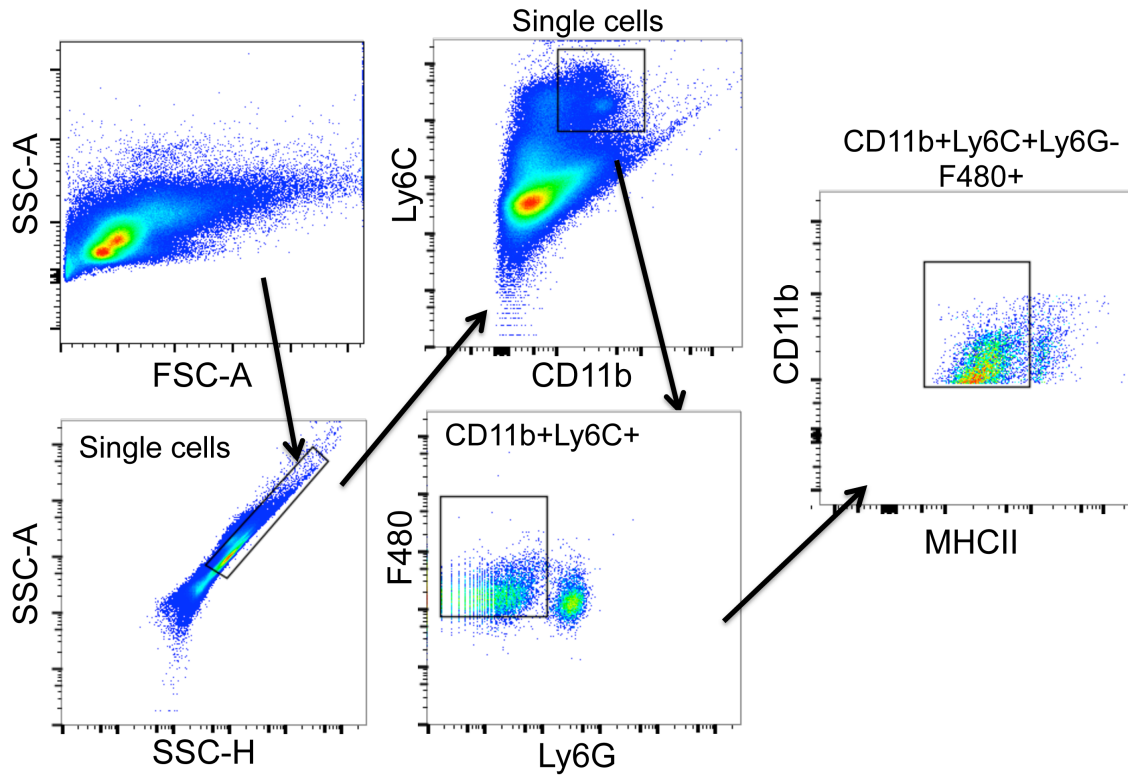 SSC-A
FSC-A
Single cells
SSC-A
SSC-H
Single cells
Ly6C
CD11b
CD11b+Ly6C+
F480
Ly6G
CD11b+Ly6C+Ly6G-
F480+
CD11b
MHCII